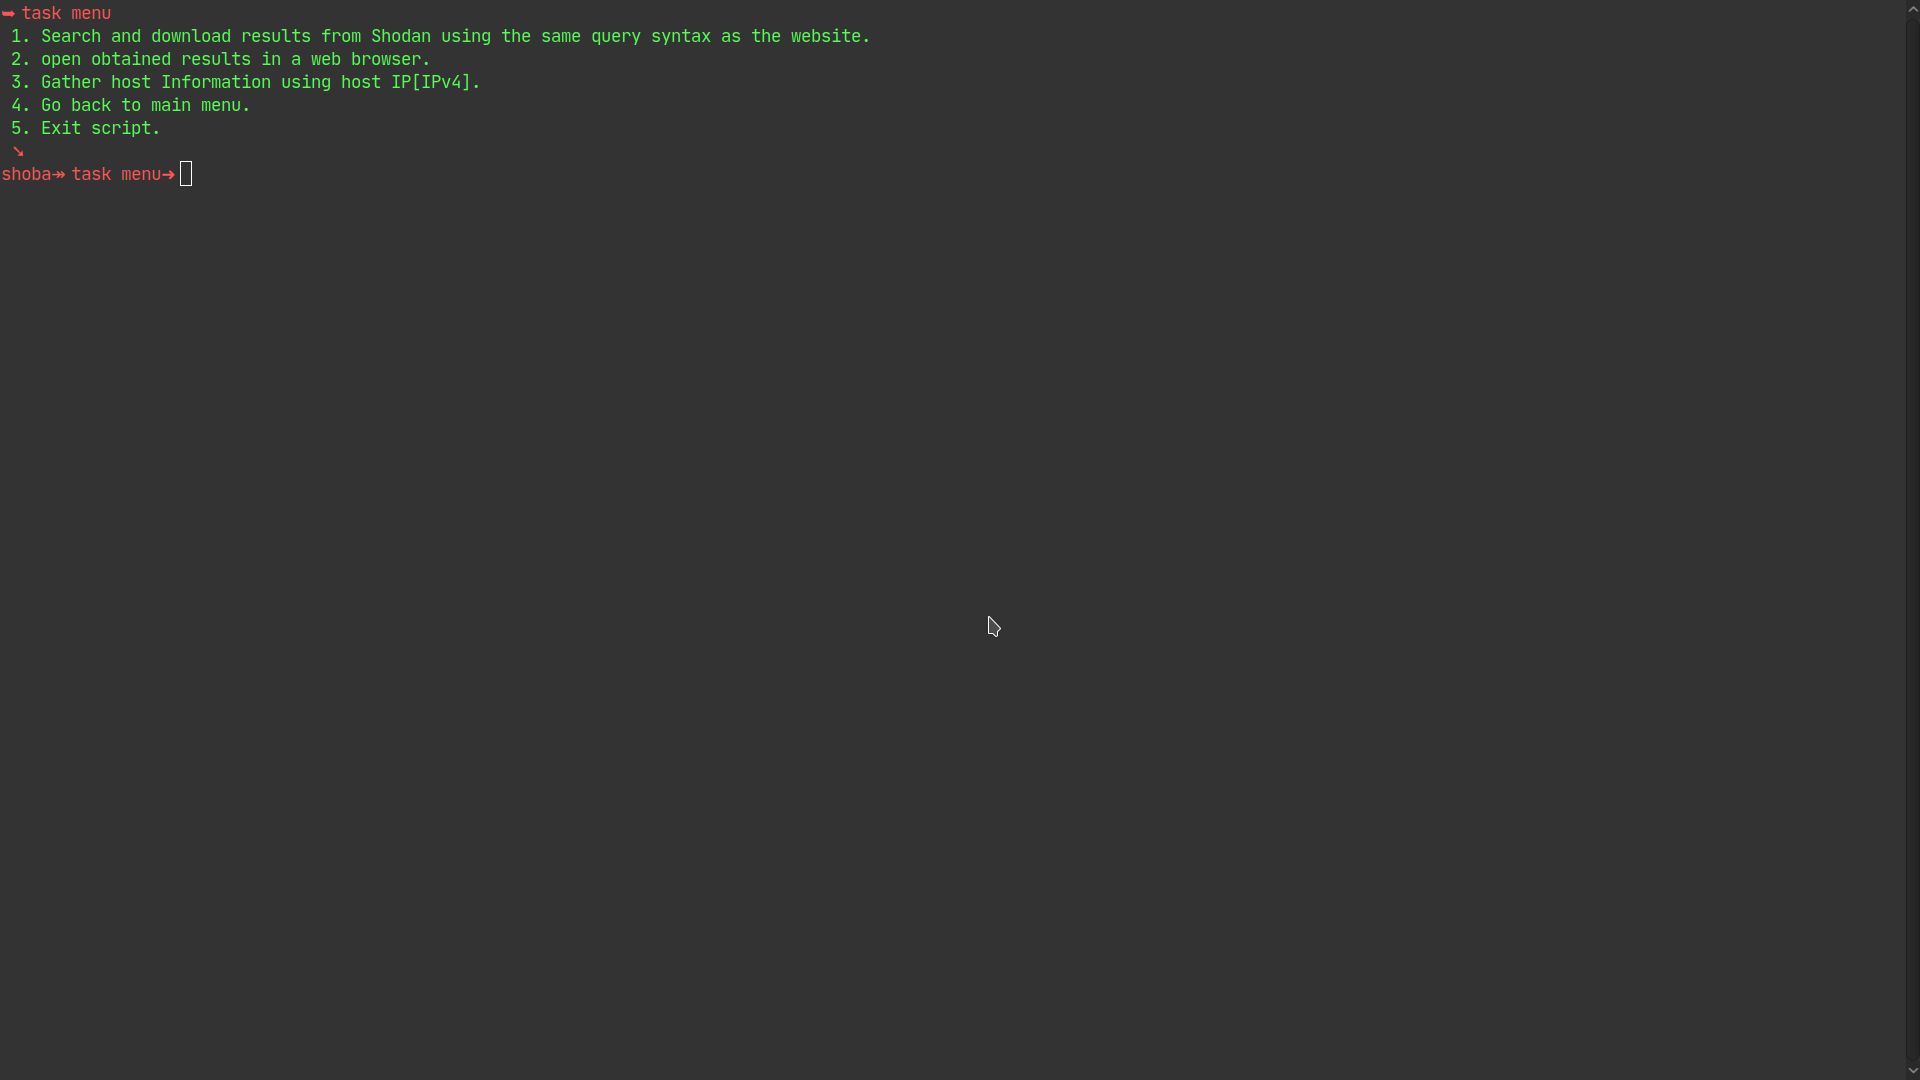 ➥ task menu
1. Search and download results from Shodan using the same query syntax as the website.
2. open obtained results in a web browser.
3. Gather host Information using host IP[IPv4].
4. Go back to main menu.
5. Exit script.
➘
shoba↠ task menu➜